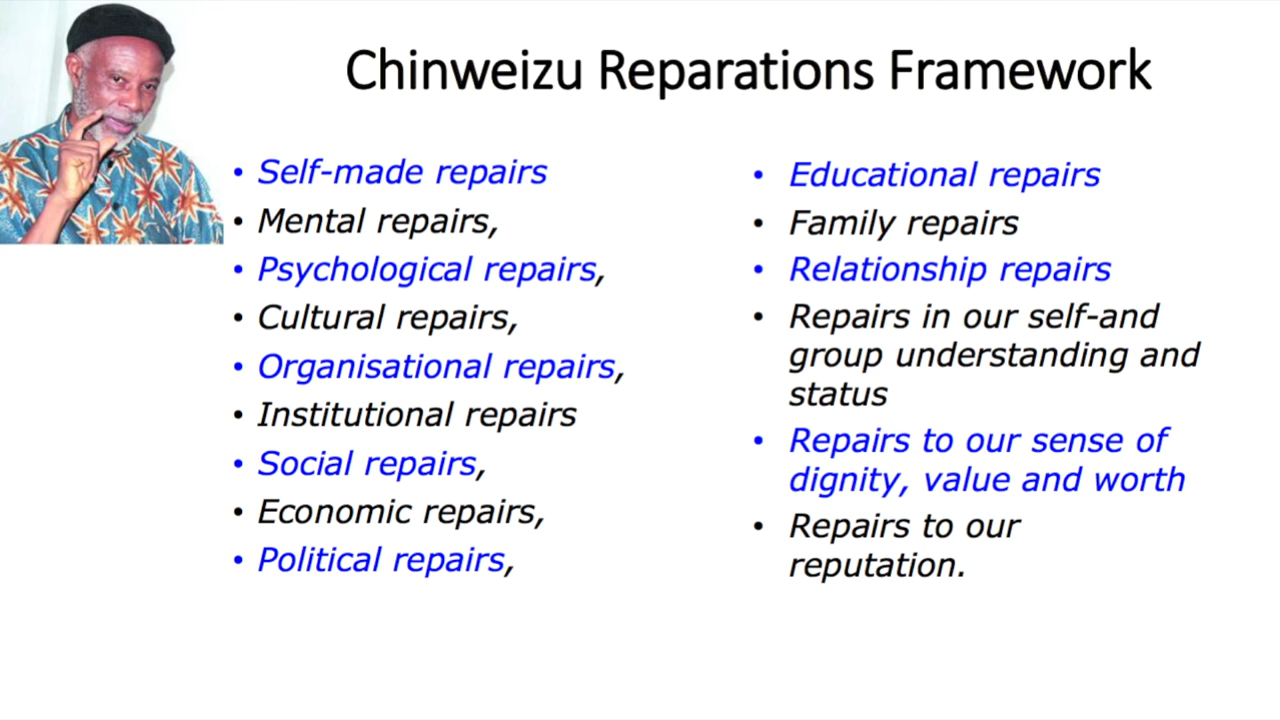 Chinweizu Reparations Framework
• Self-made repairs
• Mental repairs,
• Psychological repairs,
• Cultural repairs,
• Organisational repairs,
• Institutional repairs
• Social repairs,
• Economic repairs,
• Political repairs,
• Educational repairs
• Family repairs
• Relationship repairs
• Repairs in our self-and
group understanding and
status
• Repairs to our sense of
dignity, value and worth
• Repairs to our
reputation.